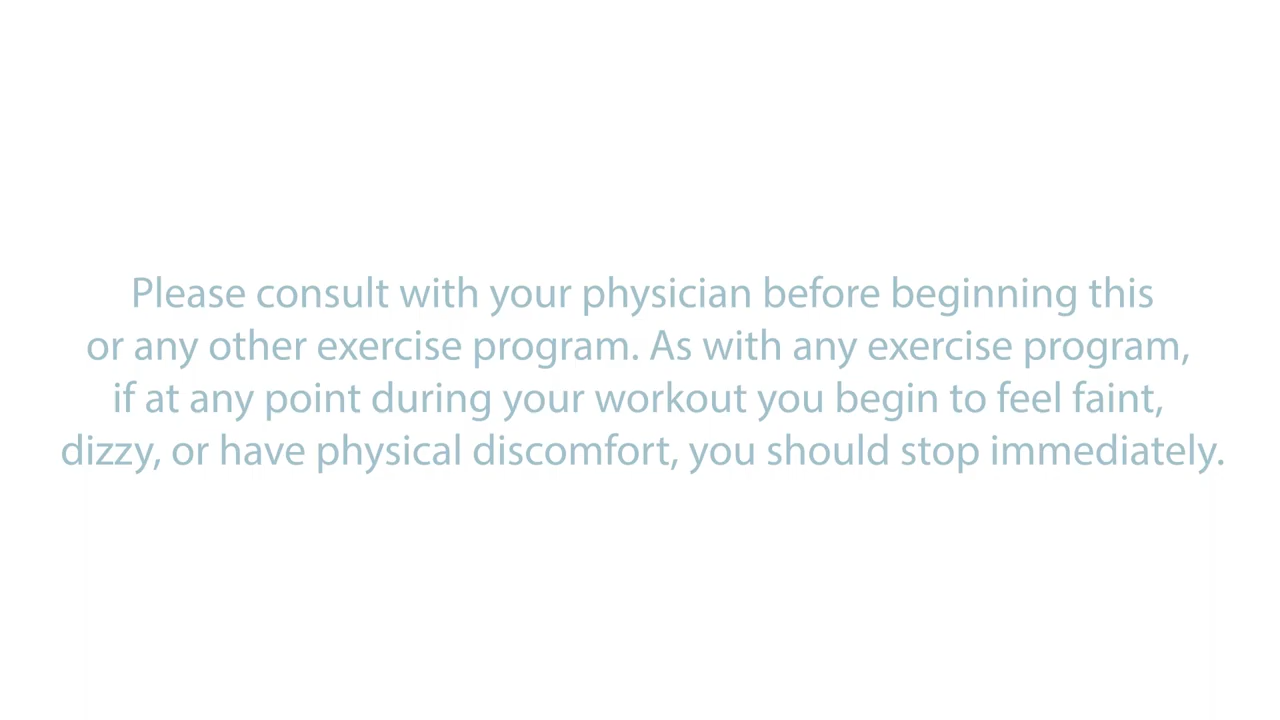 Please consult with your physician before beginning this
or any other exercise program. As with any exercise program,
if at any point during your workout you begin to feel faint,
dizzy, or have physical discomfort, you should stop immediately.